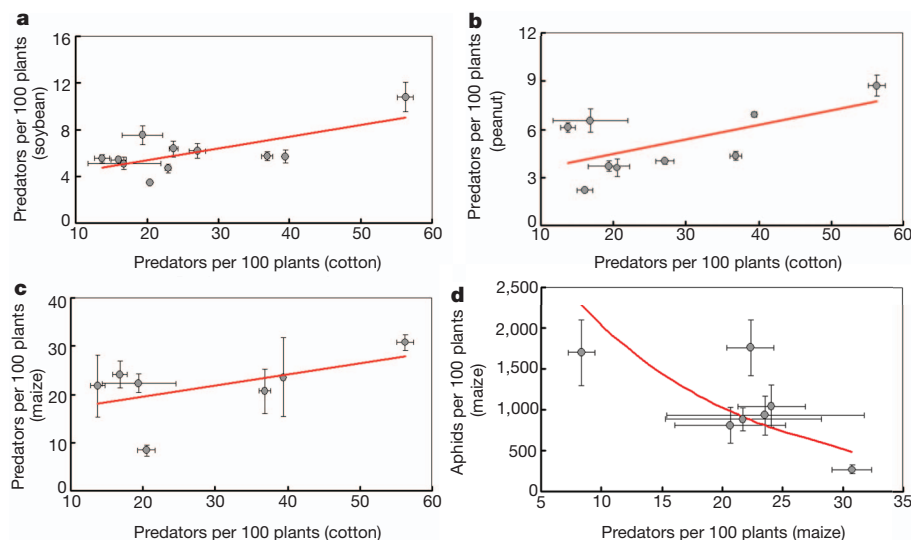 a
Predators per 100 plants
(soybean)
16
12
8
4
0
10 20 30 40 50 60
Predators per 100 plants (cotton)
b
Predators per 100 plants
(peanut)
12
9
6
3
0
10 20 30 40 50 60
Predators per 100 plants (cotton)
c
Predators per 100 plants
(maize)
40
30
20
10
0
10 20 30 40 50 60
Predators per 100 plants (cotton)
d
Aphids per 100 plants
(maize)
2,500
2,000
1,500
1,000
500
0
5 10 15 20 25 30 35
Predators per 100 plants (maize)